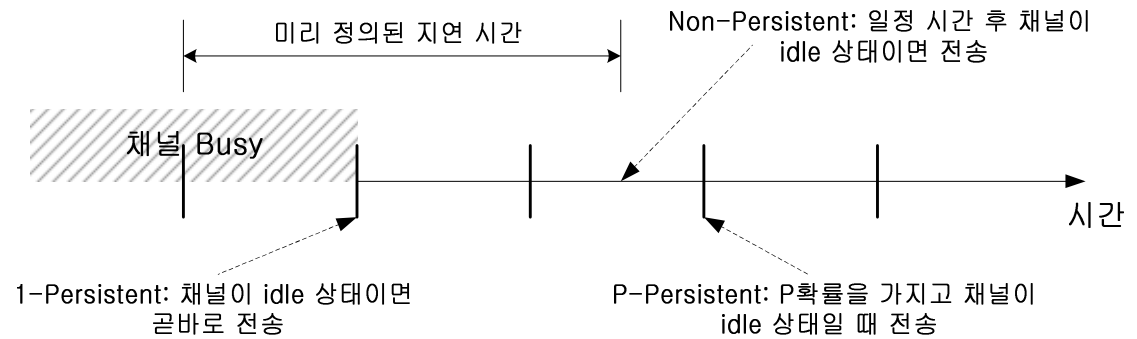 미리 정의된 지연 시간
Non-Persistent: 일정 시간 후 채널이
idle 상태이면 전송
채널 Busy
시간
1-Persistent: 채널이 idle 상태이면
곧바로 전송
P-Persistent: P확률을 가지고 채널이
idle 상태일 때 전송